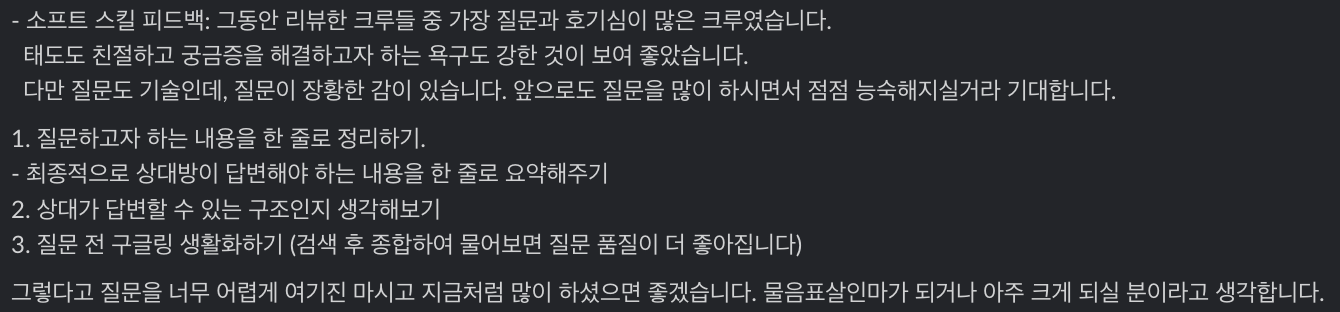 - 소프트 스킬 피드백: 그동안 리뷰한 크루들 중 가장 질문과 호기심이 많은 크루였습니다.
태도도 친절하고 궁금증을 해결하고자 하는 욕구도 강한 것이 보여 좋았습니다.
다만 질문도 기술인데, 질문이 장황한 감이 있습니다. 앞으로도 질문을 많이 하시면서 점점 능숙해지실거라 기대합니다.
1. 질문하고자 하는 내용을 한 줄로 정리하기.
- 최종적으로 상대방이 답변해야 하는 내용을 한 줄로 요약해주기
2. 상대가 답변할 수 있는 구조인지 생각해보기
3. 질문 전 구글링 생활화하기 (검색 후 종합하여 물어보면 질문 품질이 더 좋아집니다)
그렇다고 질문을 너무 어렵게 여기진 마시고 지금처럼 많이 하셨으면 좋겠습니다. 물음표살인마가 되거나 아주 크게 되실 분이라고 생각합니다.